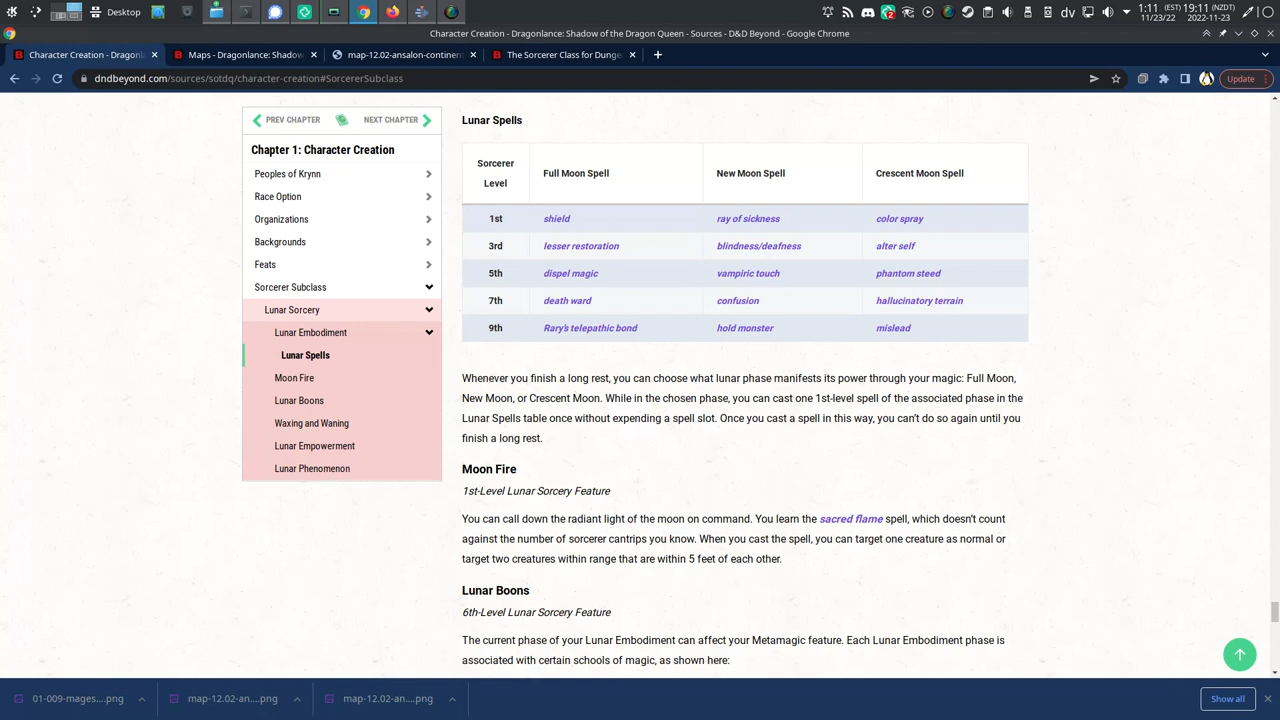 Desktop
2
dv
1:11
11/23/22
19:11 (NZDT)
2022-11-23
Character Creation - Dragonlance: Shadow of the Dragon Queen - Sources - D&D Beyond - Google Chrome
Character Creation - Dragonla
Maps - Dragonlance: Shadow
map-12.02-ansalon-continent
The Sorcerer Class for Dunge
dndbeyond.com/sources/sotdq/character-creation#SorcererSubclass
Update
PREV CHAPTER
NEXT CHAPTER
Chapter 1: Character Creation
Peoples of Krynn
Race Option
Organizations
Backgrounds
Feats
Sorcerer Subclass
Lunar Sorcery
Lunar Embodiment
Lunar Spells
Moon Fire
Lunar Boons
Waxing and Waning
Lunar Empowerment
Lunar Phenomenon
Lunar Spells
Sorcerer Level Full Moon Spell New Moon Spell Crescent Moon Spell
1st shield ray of sickness color spray
3rd lesser restoration blindness/deafness alter self
5th dispel magic vampiric touch phantom steed
7th death ward confusion hallucinatory terrain
9th Rary's telepathic bond hold monster mislead
Whenever you finish a long rest, you can choose what lunar phase manifests its power through your magic: Full Moon,
New Moon, or Crescent Moon. While in the chosen phase, you can cast one 1st-level spell of the associated phase in the
Lunar Spells table once without expending a spell slot. Once you cast a spell in this way, you can't do so again until you
finish a long rest.
Moon Fire
1st-Level Lunar Sorcery Feature
You can call down the radiant light of the moon on command. You learn the sacred flame spell, which doesn't count
against the number of sorcerer cantrips you know. When you cast the spell, you can target one creature as normal or
target two creatures within range that are within 5 feet of each other.
Lunar Boons
6th-Level Lunar Sorcery Feature
The current phase of your Lunar Embodiment can affect your Metamagic feature. Each Lunar Embodiment phase is
associated with certain schools of magic, as shown here:
01-009-mages....png
map-12.02-an....png
map-12.02-an....png
Show all